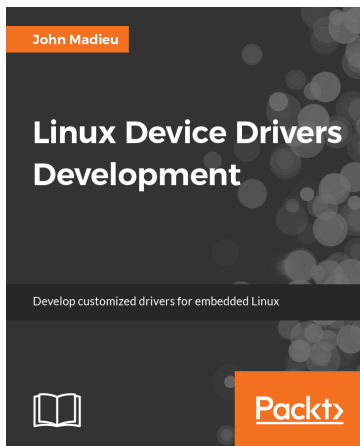 John Madieu
Linux Device Drivers
Development
Develop customized drivers for embedded Linux
Packt>